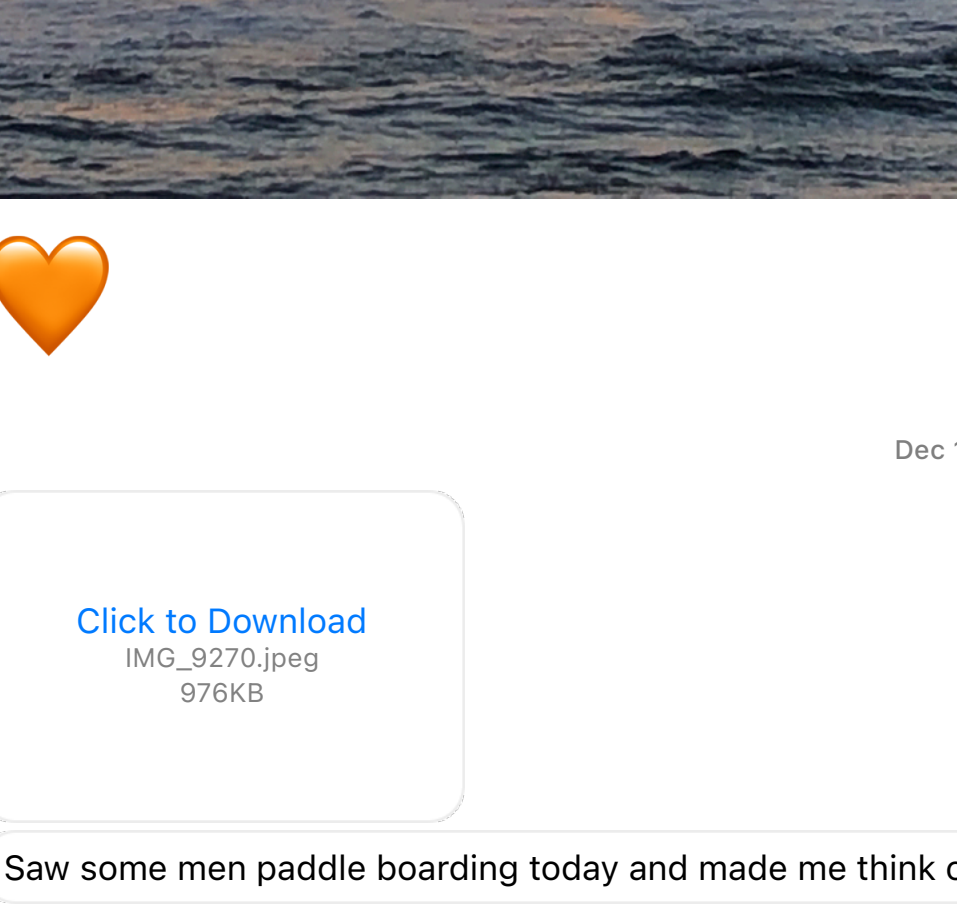 Dec
Click to Download
IMG_9270.jpeg
976KB
Saw some men paddle boarding today and made me think